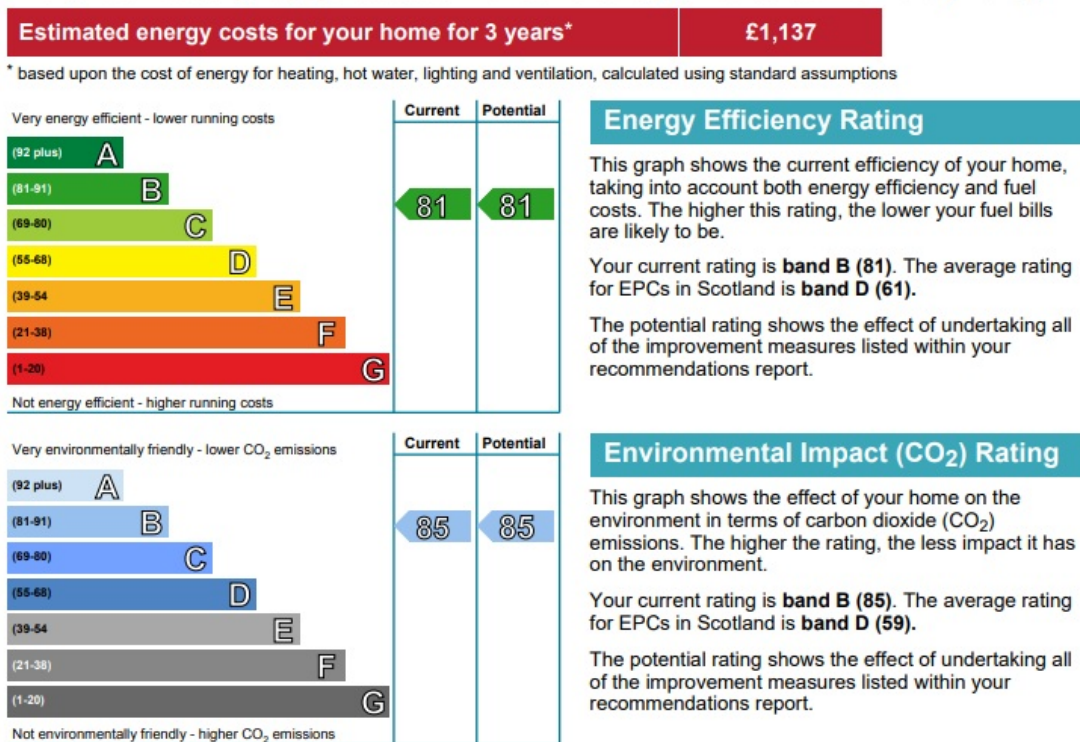 Estimated energy costs for your home for 3 years* £1,137
* based upon the cost of energy for heating, hot water, lighting and ventilation, calculated using standard assumptions
Very energy efficient - lower running costs
Current Potential
(92 plus) A
(81-91) B
81 81
(69-80) C
(55-68) D
(39-54 E
(21-38) F
(1-20) G
Not energy efficient - higher running costs
Energy Efficiency Rating
This graph shows the current efficiency of your home,
taking into account both energy efficiency and fuel
costs. The higher this rating, the lower your fuel bills
are likely to be.
Your current rating is band B (81). The average rating
for EPCs in Scotland is band D (61).
The potential rating shows the effect of undertaking all
of the improvement measures listed within your
recommendations report.
Very environmentally friendly - lower CO2 emissions
Current Potential
(92 plus) A
(81-91) B
85 85
(69-80) C
(55-68) D
(39-54 E
(21-38) F
(1-20) G
Not environmentally friendly - higher CO2 emissions
Environmental Impact (CO2) Rating
This graph shows the effect of your home on the
environment in terms of carbon dioxide (CO2)
emissions. The higher the rating, the less impact it has
on the environment.
Your current rating is band B (85). The average rating
for EPCs in Scotland is band D (59).
The potential rating shows the effect of undertaking all
of the improvement measures listed within your
recommendations report.